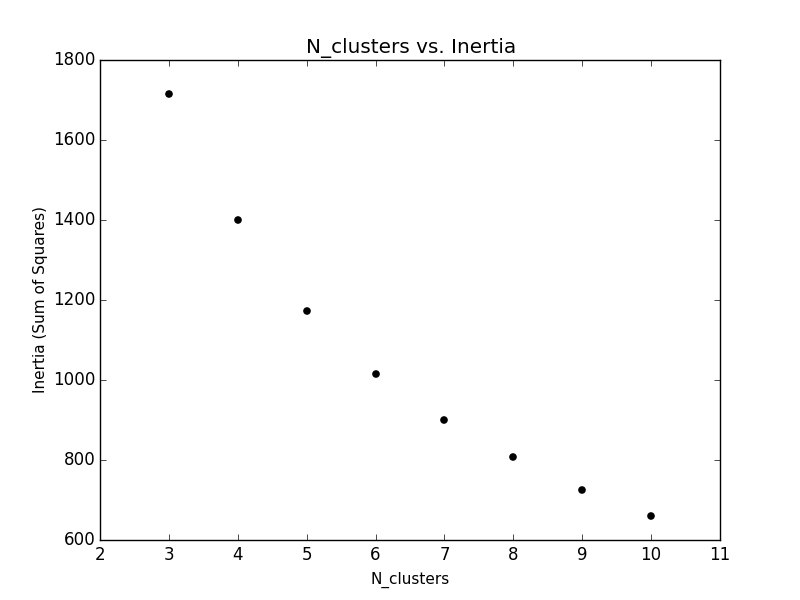 N_clusters vs. Inertia
1800
1600
1400
1200
1000
800
600
Inertia (Sum of Squares)
2 3 4 5 6 7 8 9 10 11
N_clusters